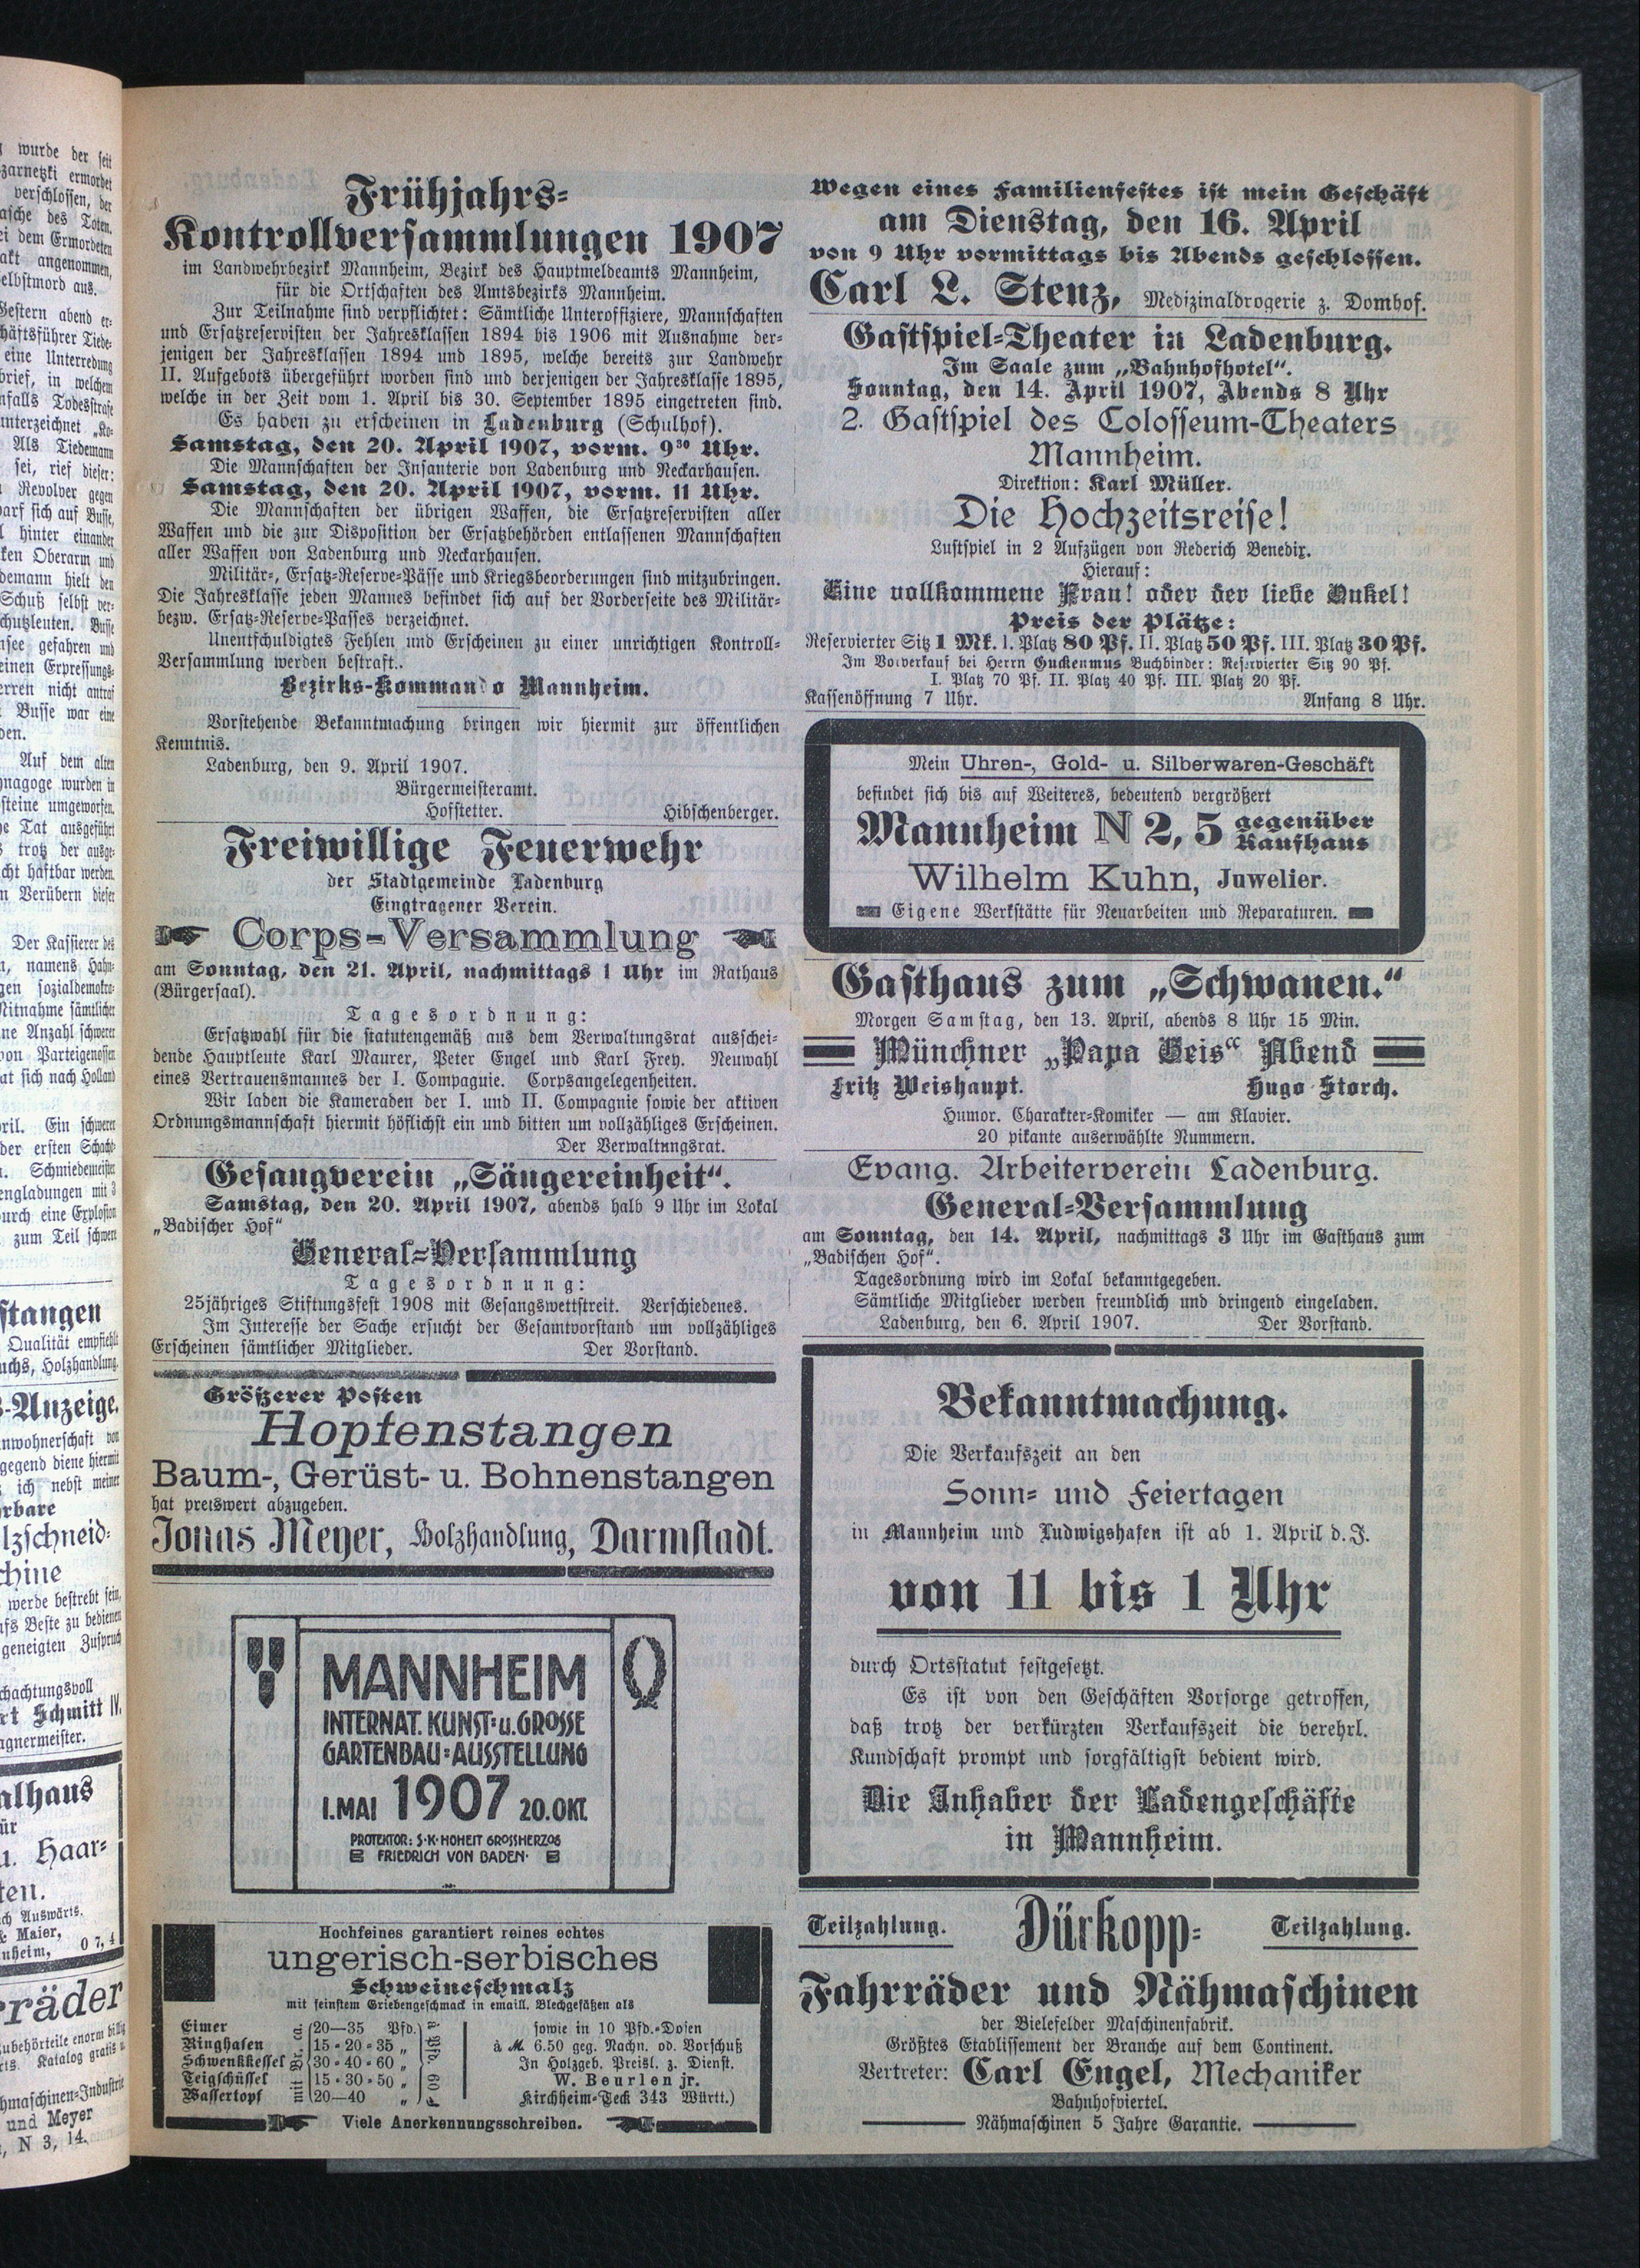 Frühjahrs-
Kontrollversammlungen 1907
im Landwehrbezirk Mannheim, Bezirk des Hauptmeldeamts Mannheim,
für die Ortschaften des Amtsbezirks Mannheim.
Zur Teilnahme sind verpflichtet: Sämtliche Unteroffiziere, Mannschaften
und Ersatzreservisten der Jahresklassen 1894 bis 1906 mit Ausnahme der-
jenigen der Jahresklassen 1894 und 1895, welche bereits zur Landwehr
II. Aufgebots übergeführt worden sind und derjenigen der Jahresklasse 1895,
welche in der Zeit vom 1. April bis 30. September 1895 eingetreten sind.
Es haben zu erscheinen in Ladenburg (Schulhof).
Samstag, den 20. April 1907, vorm. 9³⁰ Uhr.
Die Mannschaften der Infanterie von Ladenburg und Neckarhausen.
Samstag, den 20. April 1907, vorm. 11 Uhr.
Die Mannschaften der übrigen Waffen, die Ersatzreservisten aller
Waffen und die zur Disposition der Ersatzbehörden entlassenen Mannschaften
aller Waffen von Ladenburg und Neckarhausen.
Militär-, Ersatz-Reserve-Pässe und Kriegsbeorderungen sind mitzubringen.
Die Jahresklasse jeden Mannes befindet sich auf der Vorderseite des Militär-
bezw. Ersatz-Reserve-Passes verzeichnet.
Unentschuldigtes Fehlen und Erscheinen zu einer unrichtigen Kontroll-
Versammlung werden bestraft..
Bezirks-Kommando Mannheim.
Vorstehende Bekanntmachung bringen wir hiermit zur öffentlichen
Kenntnis.
Ladenburg, den 9. April 1907.
Bürgermeisteramt.
Hofstetter. Hibschenberger.
Freiwillige Feuerwehr
der Stadtgemeinde Ladenburg
Eingtragener Verein.
Corps-Versammlung
am Sonntag, den 21. April, nachmittags 1 Uhr im Rathaus
(Bürgersaal).
Tagesordnung:
Ersatzwahl für die statutengemäß aus dem Verwaltungsrat ausschei-
dende Hauptleute Karl Maurer, Peter Engel und Karl Frey. Neuwahl
eines Vertrauensmannes der I. Compagnie. Corpsangelegenheiten.
Wir laden die Kameraden der I. und II. Compagnie sowie der aktiven
Ordnungsmannschaft hiermit höflichst ein und bitten um vollzähliges Erscheinen.
Der Verwaltungsrat.
Gesangverein „Sängereinheit“.
Samstag, den 20. April 1907, abends halb 9 Uhr im Lokal
„Badischer Hof“
General-Versammlung
Tagesordnung:
25jähriges Stiftungsfest 1908 mit Gesangswettstreit. Verschiedenes.
Im Interesse der Sache ersucht der Gesamtvorstand um vollzähliges
Erscheinen sämtlicher Mitglieder. Der Vorstand.
Größerer Posten
Hopfenstangen
Baum-, Gerüst- u. Bohnenstangen
hat preiswert abzugeben.
Jonas Meyer, Holzhandlung, Darmstadt.
MANNHEIM
INTERNAT. KUNST- u. GROSSE
GARTENBAU-AUSSTELLUNG
1. MAI 1907 20. OKT.
PROTEKTOR: S·K·HOHEIT GROSSHERZOG
FRIEDRICH VON BADEN·
Hochfeines garantiert reines echtes
ungerisch-serbisches
Schweineschmalz
mit feinstem Griebengeschmack in emaill. Blechgefäßen als
Eimer 20—35 Pfd.
Ringhafen 15 - 20 - 35 „
Schwenkkessel 30 - 40 - 60 „
Teigschüssel 15 - 30 - 50 „
Wassertopf 20—40 „
sowie in 10 Pfd.-Dosen
à M. 6.50 geg. Nachn. od. Vorschuß
In Holzgeb. Preisl. z. Dienst.
W. Beurlen jr.
Kirchheim-Teck 343 Württ.)
Viele Anerkennungsschreiben.
Wegen eines Familienfestes ist mein Geschäft
am Dienstag, den 16. April
von 9 Uhr vormittags bis Abends geschlossen.
Carl L. Stenz, Medizinaldrogerie z. Domhof.
Gastspiel-Theater in Ladenburg.
Im Saale zum „Bahnhofhotel“.
Sonntag, den 14. April 1907, Abends 8 Uhr
2. Gastspiel des Colosseum-Theaters
Mannheim.
Direktion: Karl Müller.
Die Hochzeitsreise!
Lustspiel in 2 Aufzügen von Rederich Benedix.
Hierauf:
Eine vollkommene Frau! oder der liebe Onkel!
Preis der Plätze:
Reservierter Sitz 1 Mk. I. Platz 80 Pf. II. Platz 50 Pf. III. Platz 30 Pf.
Im Vorverkauf bei Herrn Guckenmus Buchbinder: Reservierter Sitz 90 Pf.
I. Platz 70 Pf. II. Platz 40 Pf. III. Platz 20 Pf.
Kassenöffnung 7 Uhr. Anfang 8 Uhr.
Mein Uhren-, Gold- u. Silberwaren-Geschäft
befindet sich bis auf Weiteres, bedeutend vergrößert
Mannheim N 2, 5 gegenüber Kaufhaus
Wilhelm Kuhn, Juwelier.
Eigene Werkstätte für Neuarbeiten und Reparaturen.
Gasthaus zum „Schwanen.“
Morgen Samstag, den 13. April, abends 8 Uhr 15 Min.
Münchner „Papa Geis“ Abend
Fritz Weishaupt. Hugo Storch.
Humor. Charakter-Komiker — am Klavier.
20 pikante auserwählte Nummern.
Evang. Arbeiterverein Ladenburg.
General-Versammlung
am Sonntag, den 14. April, nachmittags 3 Uhr im Gasthaus zum
„Badischen Hof“.
Tagesordnung wird im Lokal bekanntgegeben.
Sämtliche Mitglieder werden freundlich und dringend eingeladen.
Ladenburg, den 6. April 1907. Der Vorstand.
Bekanntmachung.
Die Verkaufszeit an den
Sonn- und Feiertagen
in Mannheim und Ludwigshafen ist ab 1. April d. J.
von 11 bis 1 Uhr
durch Ortsstatut festgesetzt.
Es ist von den Geschäften Vorsorge getroffen,
daß trotz der verkürzten Verkaufszeit die verehrl.
Kundschaft prompt und sorgfältigst bedient wird.
Die Inhaber der Ladengeschäfte
in Mannheim.
Teilzahlung. Dürkopp- Teilzahlung.
Fahrräder und Nähmaschinen
der Bielefelder Maschinenfabrik.
Größtes Etablissement der Branche auf dem Continent.
Vertreter: Carl Engel, Mechaniker
Bahnhofviertel.
Nähmaschinen 5 Jahre Garantie.